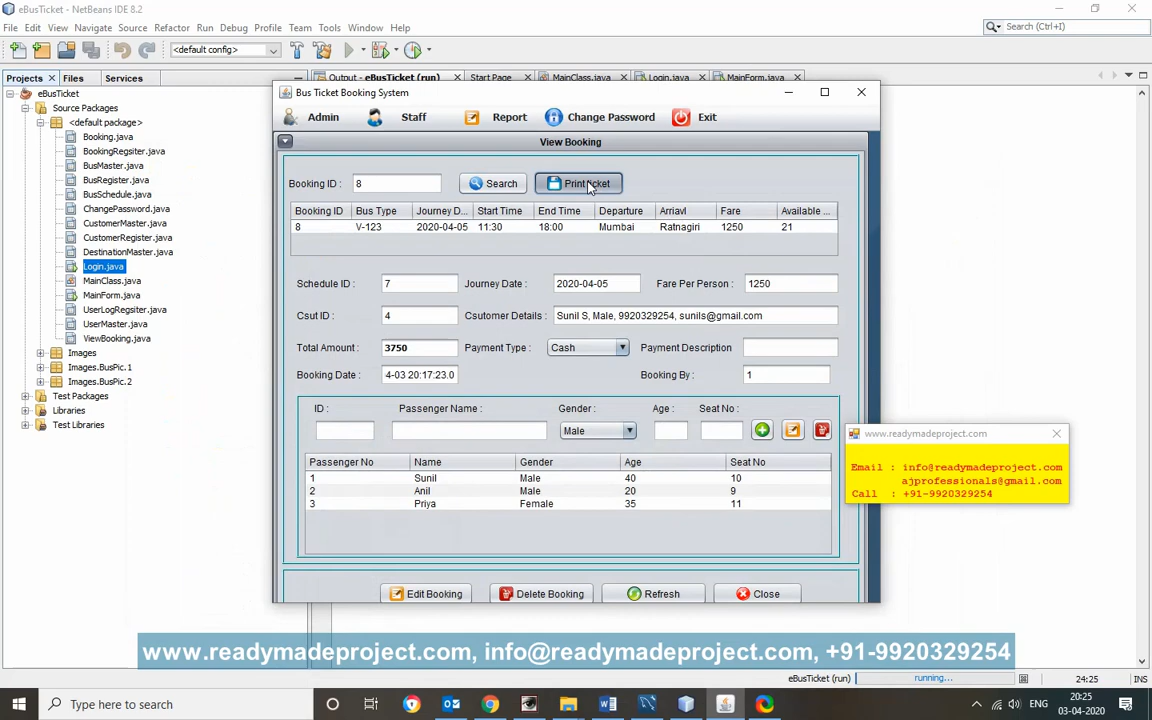 eBusTicket - NetBeans IDE 8.2
File Edit View Navigate Source Refactor Run Debug Profile Team Tools Window Help
Search (Ctrl+I)
<default config>
Projects Files Services
Output - eBusTicket (run) Start Page MainClass.java Login.java MainForm.java
eBusTicket
Source Packages
<default package>
Booking.java
BookingRegsiter.java
BusMaster.java
BusRegister.java
BusSchedule.java
ChangePassword.java
CustomerMaster.java
CustomerRegister.java
DestinationMaster.java
Login.java
MainClass.java
MainForm.java
UserLogRegsiter.java
UserMaster.java
ViewBooking.java
Images
Images.BusPic.1
Images.BusPic.2
Test Packages
Libraries
Test Libraries
Bus Ticket Booking System
Admin Staff Report Change Password Exit
View Booking
Booking ID : 8 Search Print ticket
Booking ID Bus Type Journey D... Start Time End Time Departure Arriavl Fare Available ...
8 V-123 2020-04-05 11:30 18:00 Mumbai Ratnagiri 1250 21
Schedule ID : 7 Journey Date : 2020-04-05 Fare Per Person : 1250
Csut ID : 4 Csutomer Details : Sunil S, Male, 9920329254, sunils@gmail.com
Total Amount : 3750 Payment Type : Cash Payment Description
Booking Date : 4-03 20:17:23.0 Booking By : 1
ID : Passenger Name : Gender : Age : Seat No :
Male
Passenger No Name Gender Age Seat No
1 Sunil Male 40 10
2 Anil Male 20 9
3 Priya Female 35 11
Edit Booking Delete Booking Refresh Close
www.readymadeproject.com
Email : info@readymadeproject.com
ajprofessionals@gmail.com
Call : +91-9920329254
www.readymadeproject.com, info@readymadeproject.com, +91-9920329254
eBusTicket (run) running... 24:25 INS
Type here to search
ENG
20:25
03-04-2020